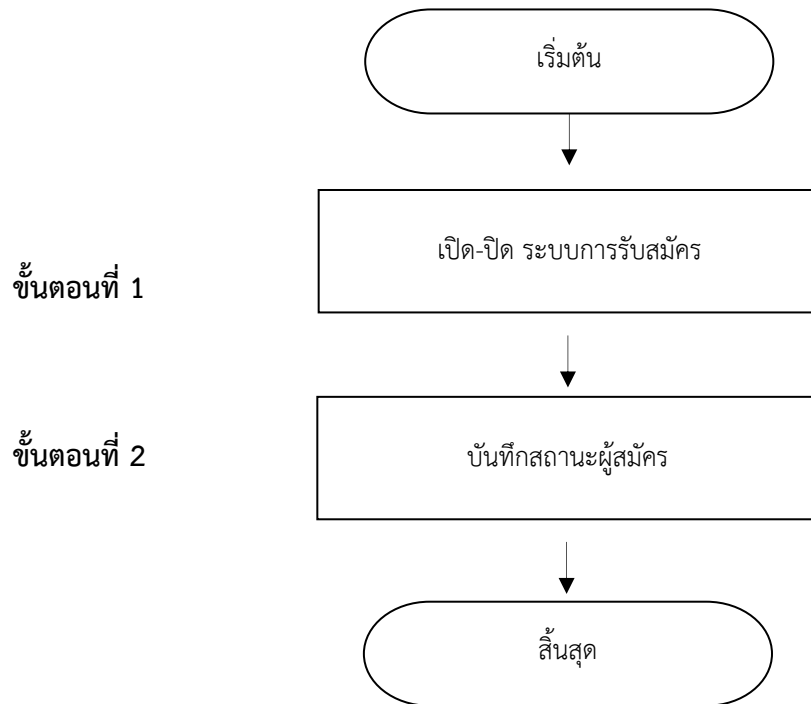 เริ่มต้น
เปิด-ปิด ระบบการรับสมัคร
ขั้นตอนที่ 1
บันทึกสถานะผู้สมัคร
ขั้นตอนที่ 2
สิ้นสุด